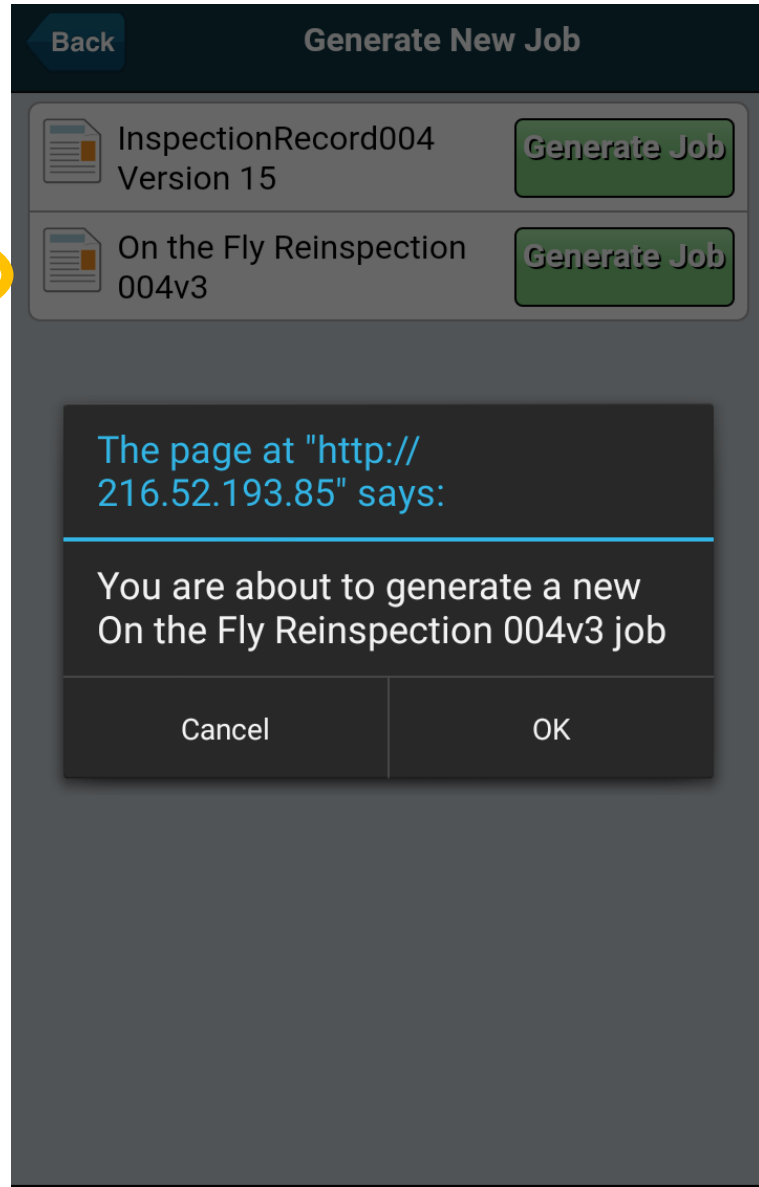 Back
Generate New Job
InspectionRecord004
Version 15
Generate Job
On the Fly Reinspection
004v3
Generate Job
The page at "http://
216.52.193.85" says:
You are about to generate a new
On the Fly Reinspection 004v3 job
Cancel
OK